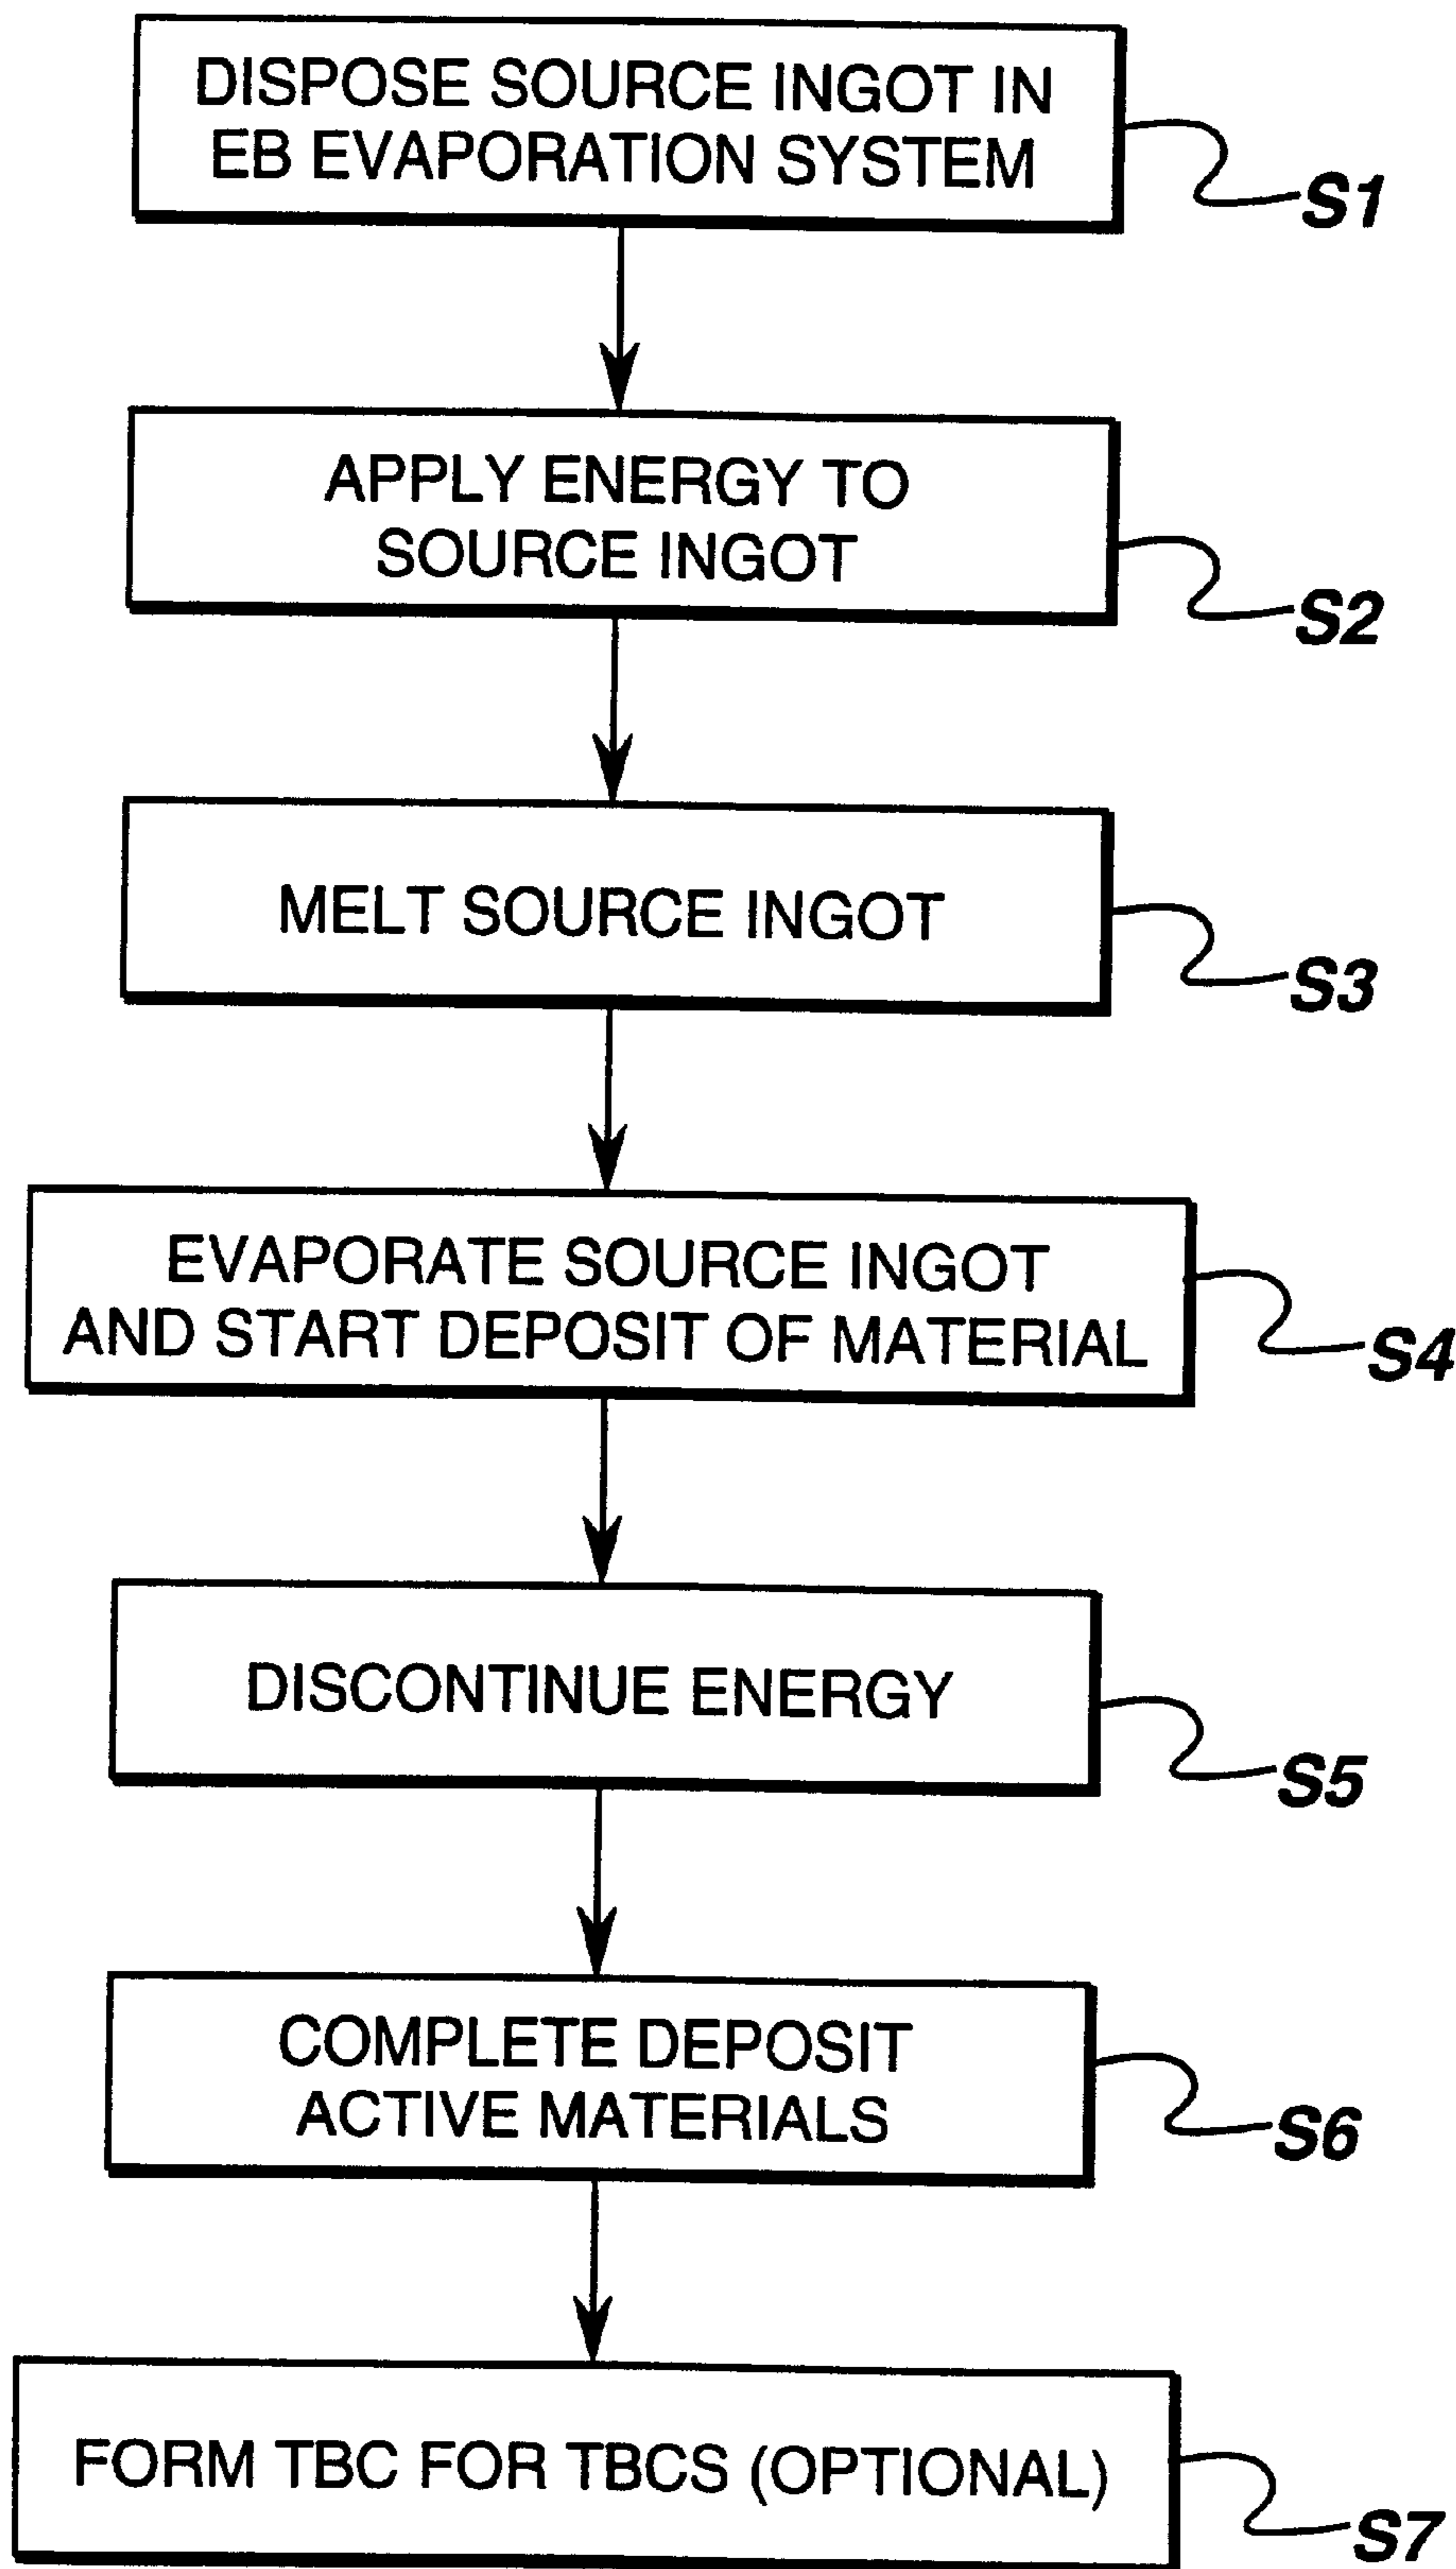 DISPOSE SOURCE INGOT IN
EB EVAPORATION SYSTEM
S1
APPLY ENERGY TO
SOURCE INGOT
S2
MELT SOURCE INGOT
S3
EVAPORATE SOURCE INGOT
AND START DEPOSIT OF MATERIAL
S4
DISCONTINUE ENERGY
S5
COMPLETE DEPOSIT
ACTIVE MATERIALS
S6
FORM TBC FOR TBCS (OPTIONAL)
S7